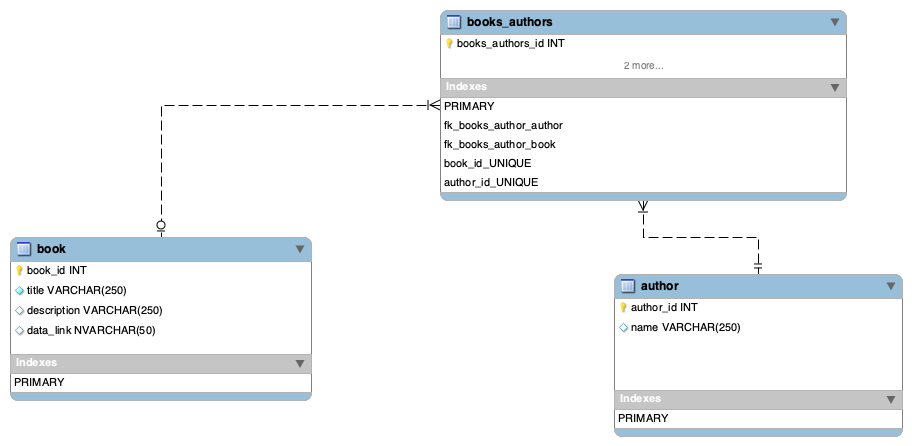 books_authors
books_authors_id INT
2 more...
Indexes
PRIMARY
fk_books_author_author
fk_books_author_book
book_id_UNIQUE
author_id_UNIQUE
book
book_id INT
title VARCHAR(250)
description VARCHAR(250)
data_link NVARCHAR(50)
Indexes
PRIMARY
author
author_id INT
name VARCHAR(250)
Indexes
PRIMARY